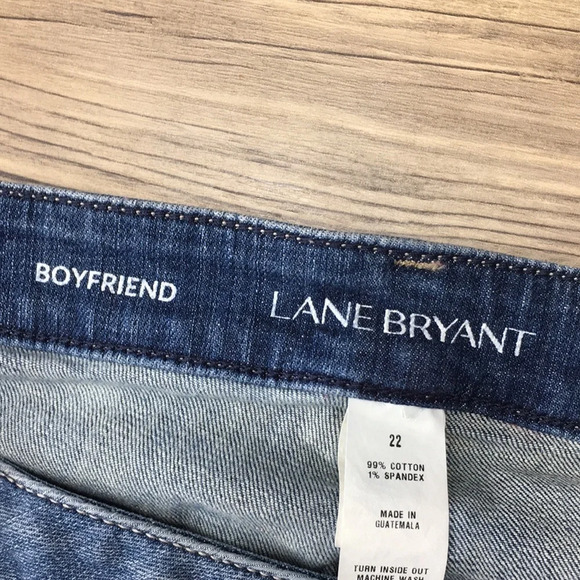 BOYFRIEND
LANE BRYANT
22
99% COTTON
1% SPANDEX
MADE IN
GUATEMALA
TURN INSIDE OUT
MACHINE WASH